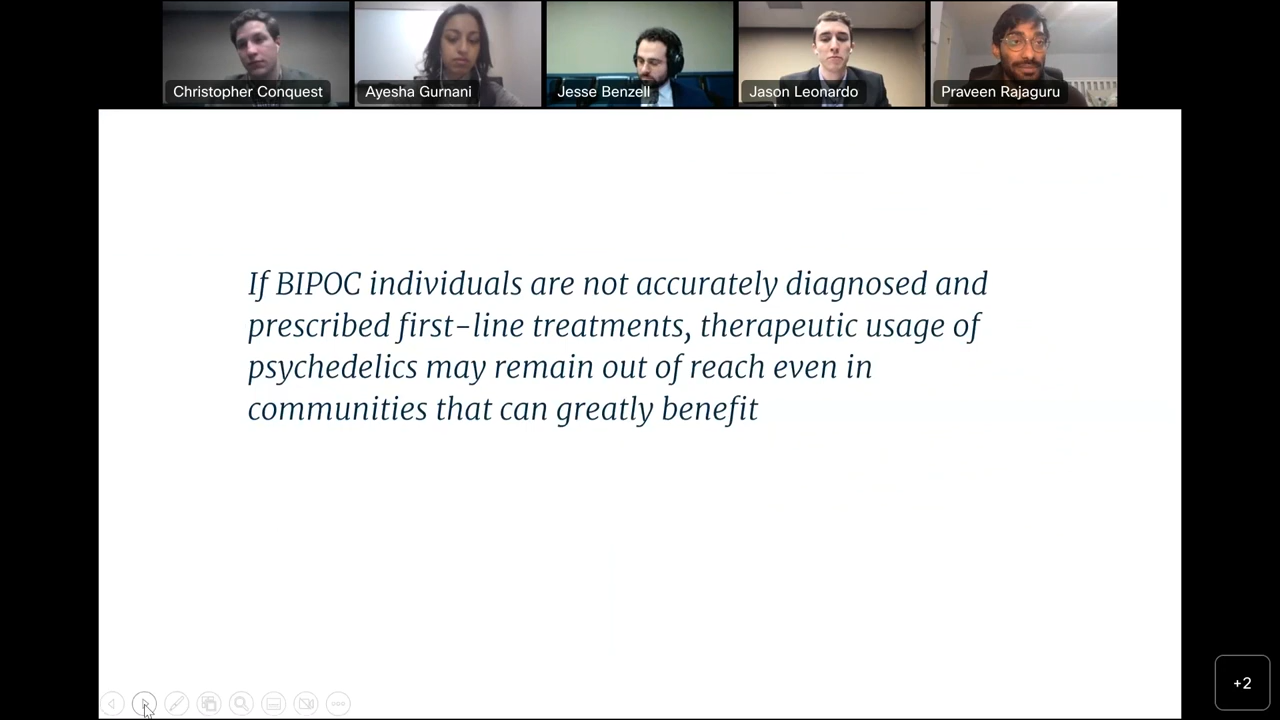 Christopher Conquest
Ayesha Gurnani
Jesse Benzell
Jason Leonardo
Praveen Rajaguru
If BIPOC individuals are not accurately diagnosed and
prescribed first-line treatments, therapeutic usage of
psychedelics may remain out of reach even in
communities that can greatly benefit
+2